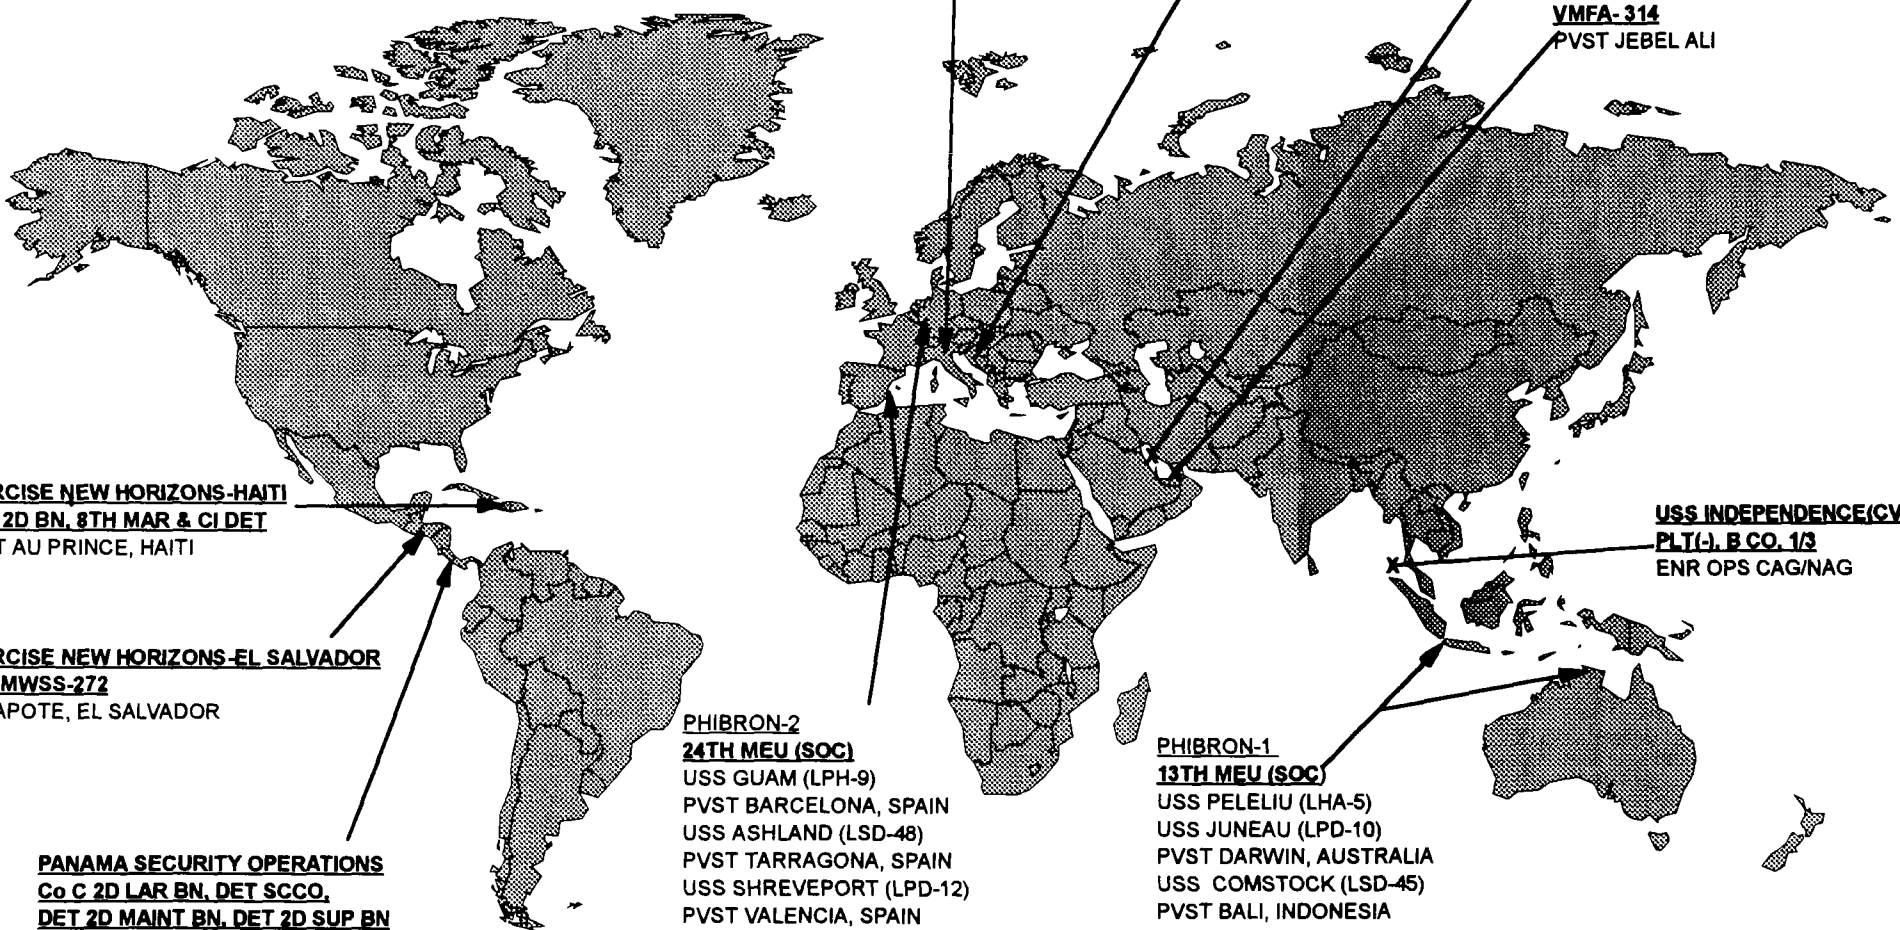 VMFA-314
PVST JEBEL ALI
RCISE NEW HORIZONS-HAITI
2D BN, 8TH MAR & CI DET
T AU PRINCE, HAITI
USS INDEPENDENCE(CV
PLT(-), B CO, 1/3
ENR OPS CAG/NAG
RCISE NEW HORIZONS-EL SALVADOR
MWSS-272
APOTE, EL SALVADOR
PANAMA SECURITY OPERATIONS
Co C 2D LAR BN, DET SCCO,
DET 2D MAINT BN, DET 2D SUP BN
PHIBRON-2
24TH MEU (SOC)
USS GUAM (LPH-9)
PVST BARCELONA, SPAIN
USS ASHLAND (LSD-48)
PVST TARRAGONA, SPAIN
USS SHREVEPORT (LPD-12)
PVST VALENCIA, SPAIN
PHIBRON-1
13TH MEU (SOC)
USS PELELIU (LHA-5)
USS JUNEAU (LPD-10)
PVST DARWIN, AUSTRALIA
USS COMSTOCK (LSD-45)
PVST BALI, INDONESIA
X